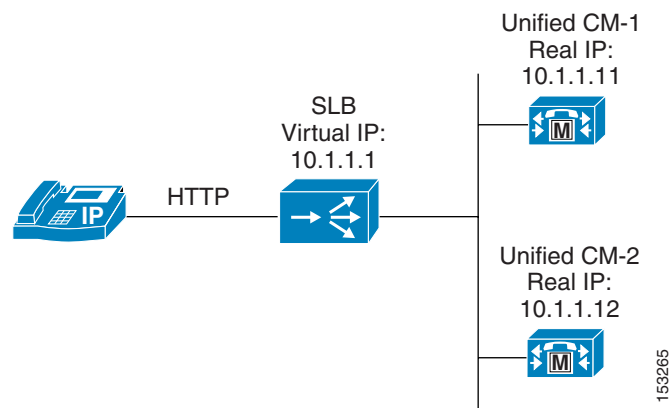 Unified CM-1
Real IP:
10.1.1.11
M
SLB
Virtual IP:
10.1.1.1
HTTP
IP
Unified CM-2
Real IP:
10.1.1.12
M
153265